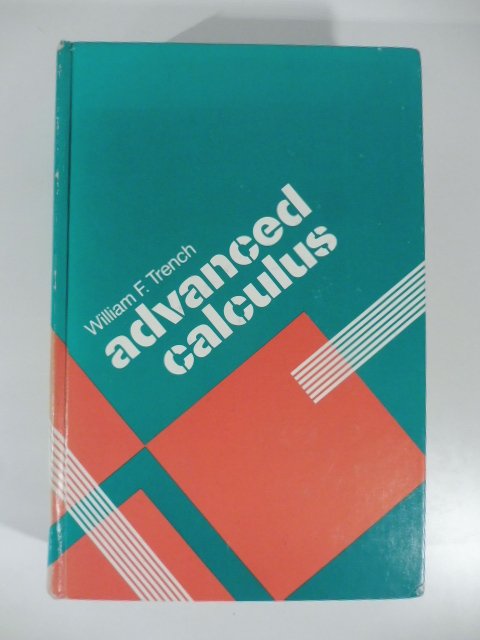 William F. Trench
advanced
calculus